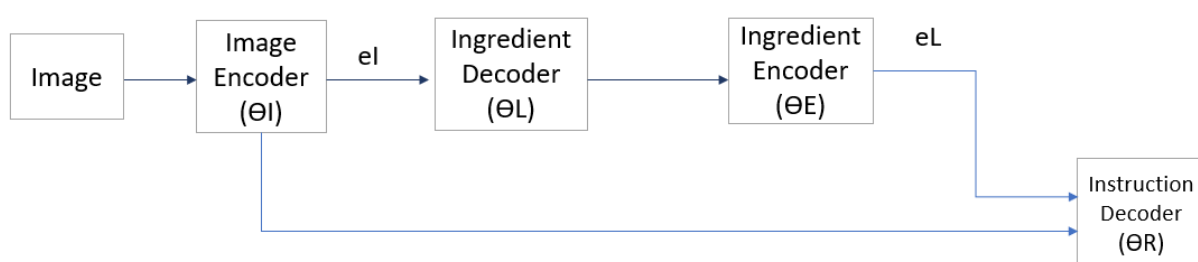 Image
Image
Encoder
(ΘI)
eI
Ingredient
Decoder
(ΘL)
Ingredient
Encoder
(ΘE)
eL
Instruction
Decoder
(ΘR)